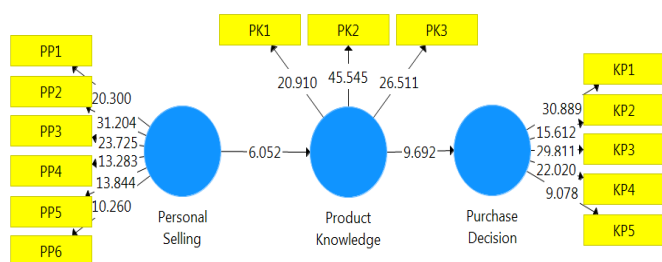 PK1 PK2 PK3
PP1
PP2
PP3
PP4
PP5
PP6
20.300
31.204
23.725
13.283
13.844
10.260
20.910 45.545 26.511
6.052 9.692
KP1
KP2
KP3
KP4
KP5
30.889
15.612
29.811
22.020
9.078
Personal
Selling
Product
Knowledge
Purchase
Decision